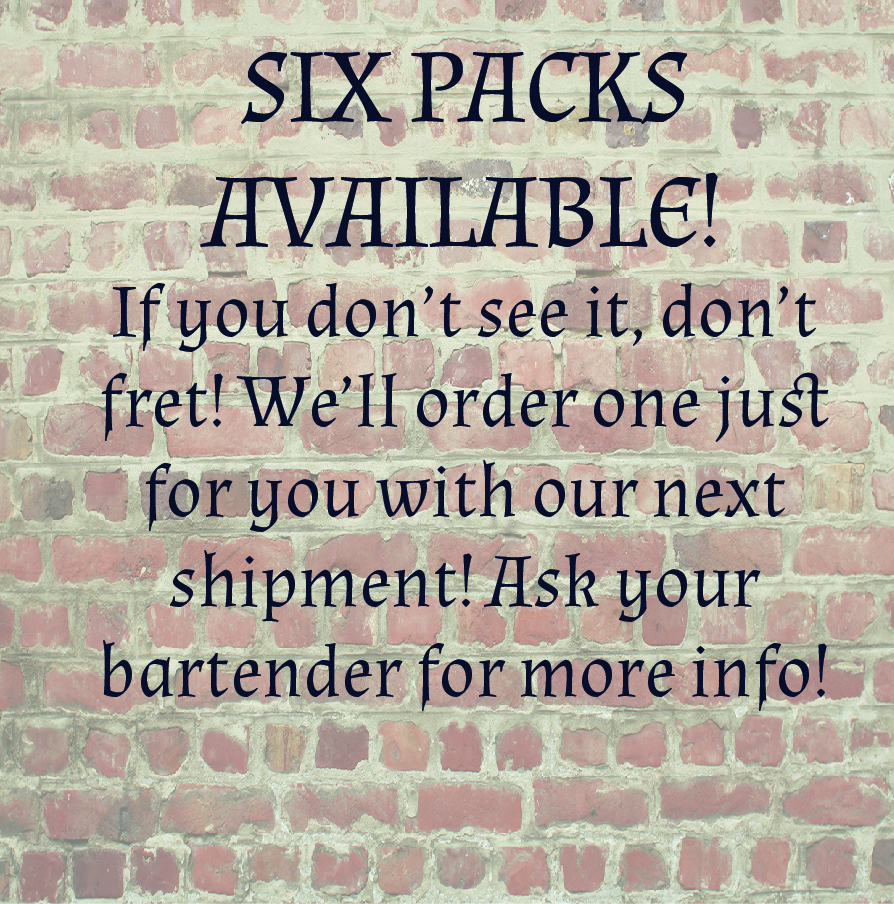 SIX PACKS
AVAILABLE!
If you don’t see it, don’t
fret! We’ll order one just
for you with our next
shipment! Ask your
bartender for more info!